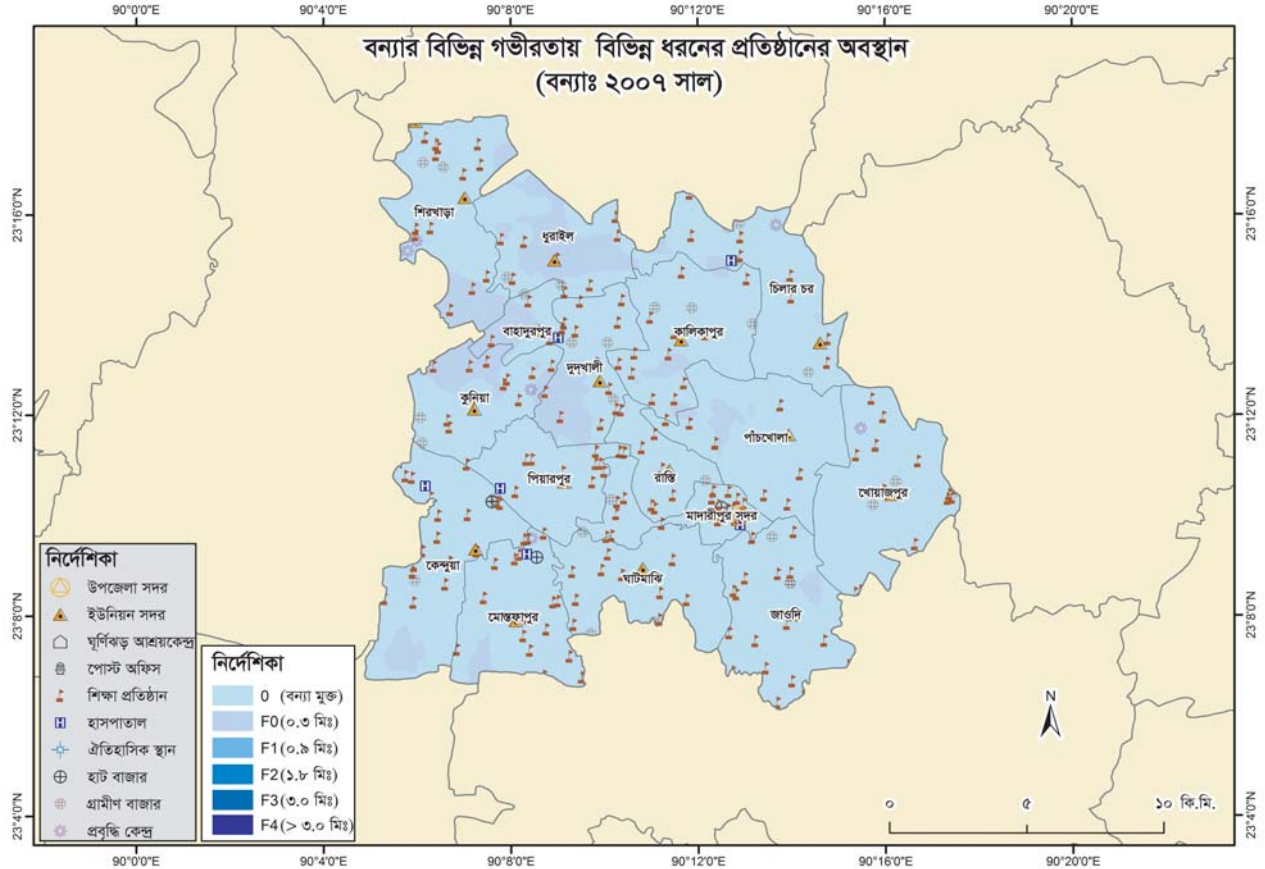 90°0'0"E 90°4'0"E 90°8'0"E 90°12'0"E 90°16'0"E 90°20'0"E
বন্যার বিভিন্ন গভীরতায় বিভিন্ন ধরনের প্রতিষ্ঠানের অবস্থান
(বন্যাঃ ২০০৭ সাল)
23°16'0"N
23°16'0"N
শিরখাড়া
ধুরাইল
চিলার চর
বাহাদুরপুর
কালিকাপুর
দুদখালী
23°12'0"N
23°12'0"N
কুনিয়া
পাঁচখোলা
পিয়ারপুর
রাস্তি
খোয়াজপুর
মাদারীপুর সদর
কেন্দুয়া
ঘাটমাঝি
23°8'0"N
23°8'0"N
মোস্তফাপুর
জাওদি
নির্দেশিকা
উপজেলা সদর
ইউনিয়ন সদর
ঘূর্ণিঝড় আশ্রয়কেন্দ্র
পোস্ট অফিস
শিক্ষা প্রতিষ্ঠান
H হাসপাতাল
ঐতিহাসিক স্থান
হাট বাজার
গ্রামীণ বাজার
প্রবৃদ্ধি কেন্দ্র
নির্দেশিকা
0 (বন্যা মুক্ত)
F0(০.৩ মিঃ)
F1(০.৯ মিঃ)
F2(১.৮ মিঃ)
F3(৩.০ মিঃ)
F4(> ৩.০ মিঃ)
N
০ ৫ ১০ কি.মি.
23°4'0"N
23°4'0"N
90°0'0"E 90°4'0"E 90°8'0"E 90°12'0"E 90°16'0"E 90°20'0"E